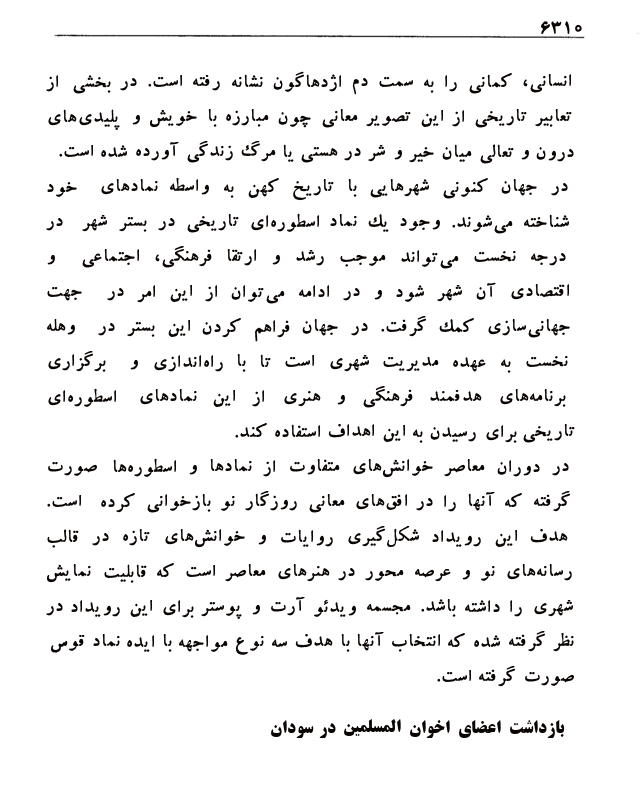 ۶۳۱۰
انسانی، کمانی را به سمت دم اژدهاگون نشانه رفته است. در بخشی از
تعابیر تاریخی از این تصویر معانی چون مبارزه با خویش و پلیدی‌های
درون و تعالی میان خیر و شر در هستی یا مرگ زندگی آورده شده است.
در جهان کنونی شهرهایی با تاریخ کهن به واسطه نمادهای خود
شناخته می‌شوند. وجود یك نماد اسطوره‌ای تاریخی در بستر شهر در
درجه نخست می‌تواند موجب رشد و ارتقا فرهنگی، اجتماعی و
اقتصادی آن شهر شود و در ادامه می‌توان از این امر در جهت
جهانی‌سازی کمك گرفت. در جهان فراهم کردن این بستر در وهله
نخست به عهده مدیریت شهری است تا با راه‌اندازی و برگزاری
برنامه‌های هدفمند فرهنگی و هنری از این نمادهای اسطوره‌ای
تاریخی برای رسیدن به این اهداف استفاده کند.
در دوران معاصر خوانش‌های متفاوت از نمادها و اسطوره‌ها صورت
گرفته که آنها را در افق‌های معانی روزگار نو بازخوانی کرده است.
هدف این رویداد شکل‌گیری روایات و خوانش‌های تازه در قالب
رسانه‌های نو و عرصه محور در هنرهای معاصر است که قابلیت نمایش
شهری را داشته باشد. مجسمه ویدئو آرت و پوستر برای این رویداد در
نظر گرفته شده که انتخاب آنها با هدف سه نوع مواجهه با ایده نماد قوس
صورت گرفته است.
بازداشت اعضای اخوان المسلمین در سودان